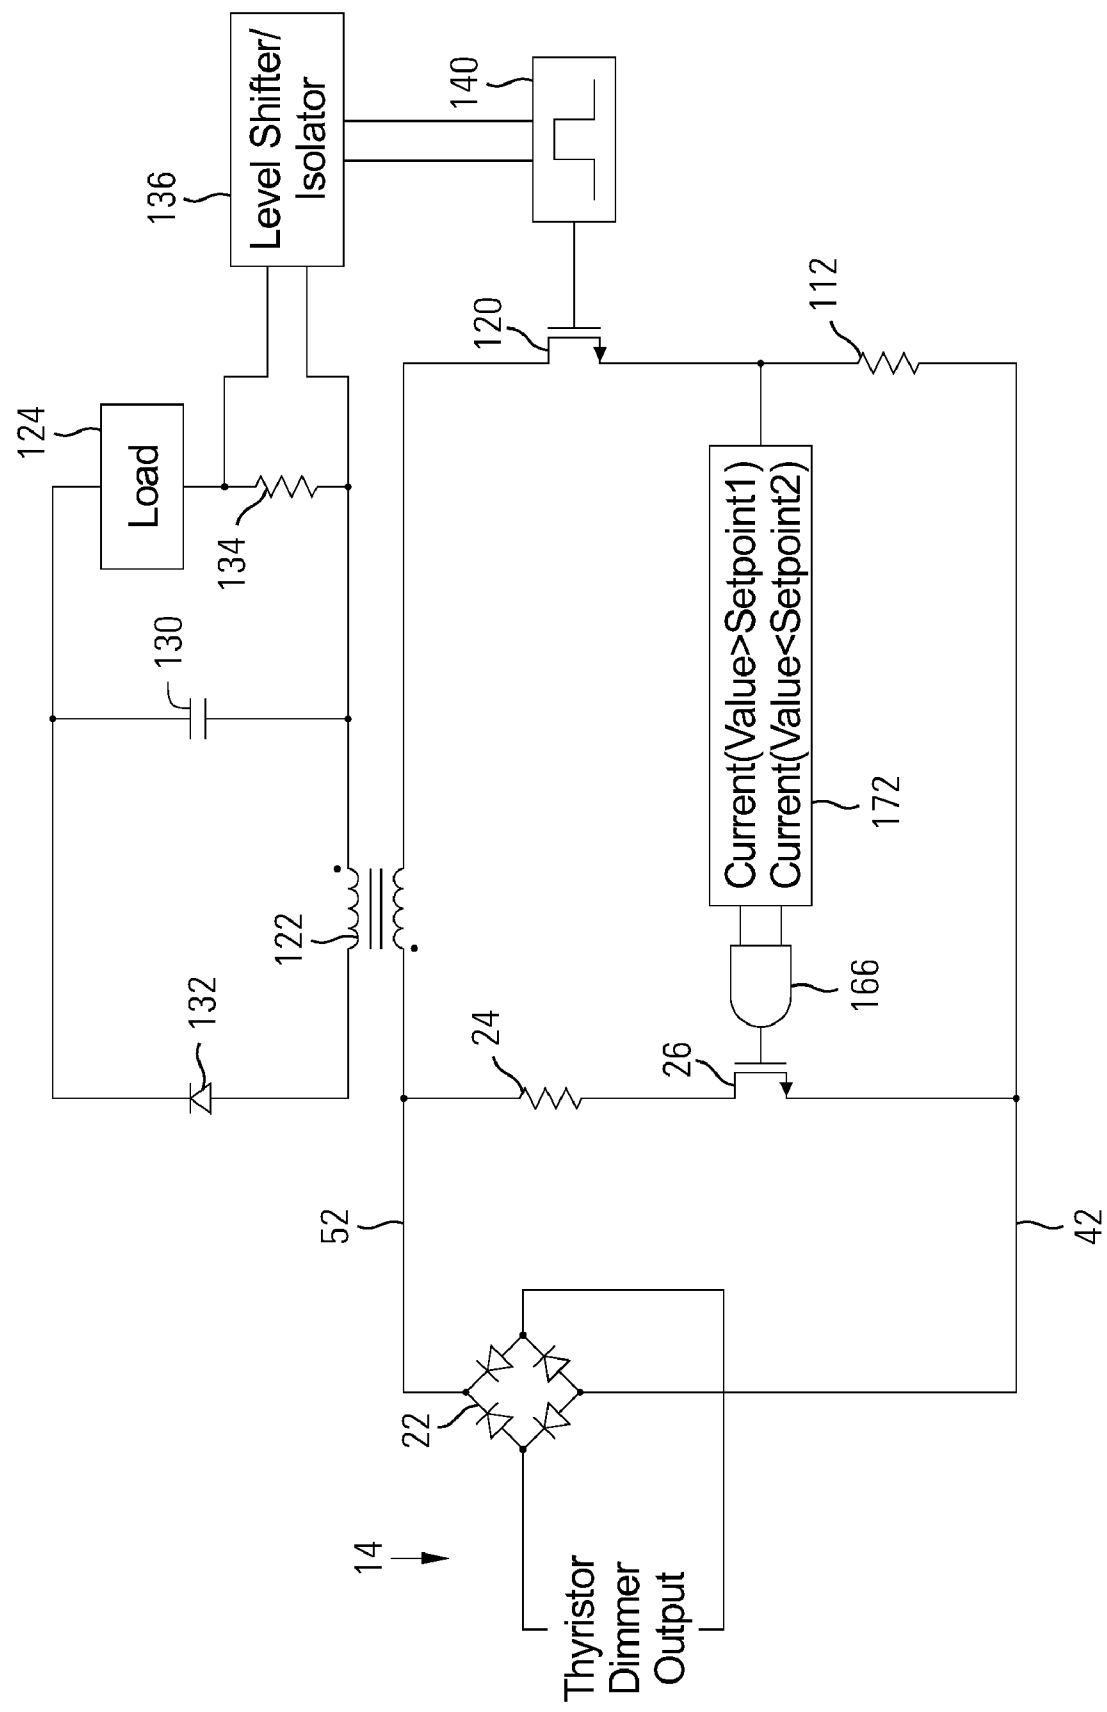 14
Thyristor
Dimmer
Output
22
52
42
24
26
166
172
Current(Value>Setpoint1)
Current(Value<Setpoint2)
132
122
130
134
124
Load
120
112
136
Level Shifter/
Isolator
140